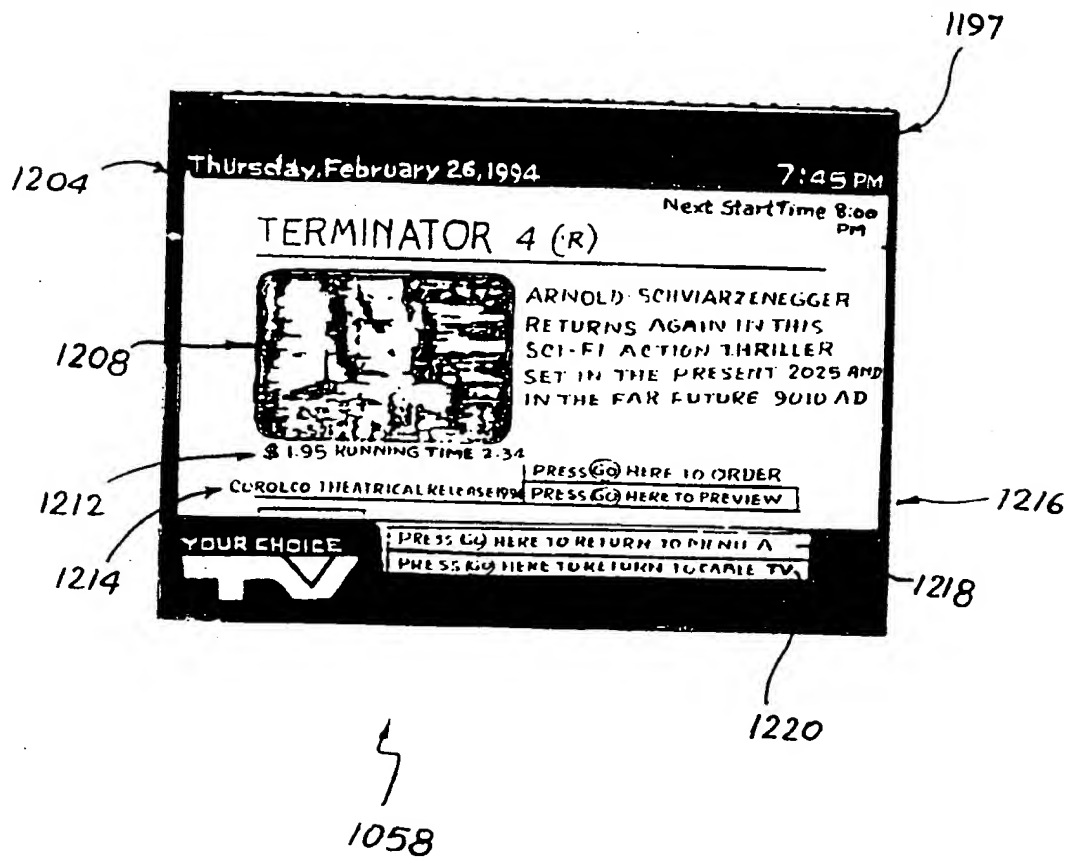 1197
1204
Thursday, February 26, 1994 7:45 PM
Next Start Time 8:00
PM
TERMINATOR 4 (R)
1208
ARNOLD SCHVIARZENEGGER
RETURNS AGAIN IN THIS
SCI-FI ACTION THRILLER
SET IN THE PRESENT 2025 AND
IN THE FAR FUTURE 9010 AD
$1.95 RUNNING TIME 2:34
1212
PRESS GO HERE TO ORDER
COROLCO THEATRICAL RELEASE PRESS GO HERE TO PREVIEW
1216
1214
YOUR CHOICE
TV
PRESS GO HERE TO RETURN TO MENU A
PRESS GO HERE TO RETURN TO CABLE TV
1218
1220
1058